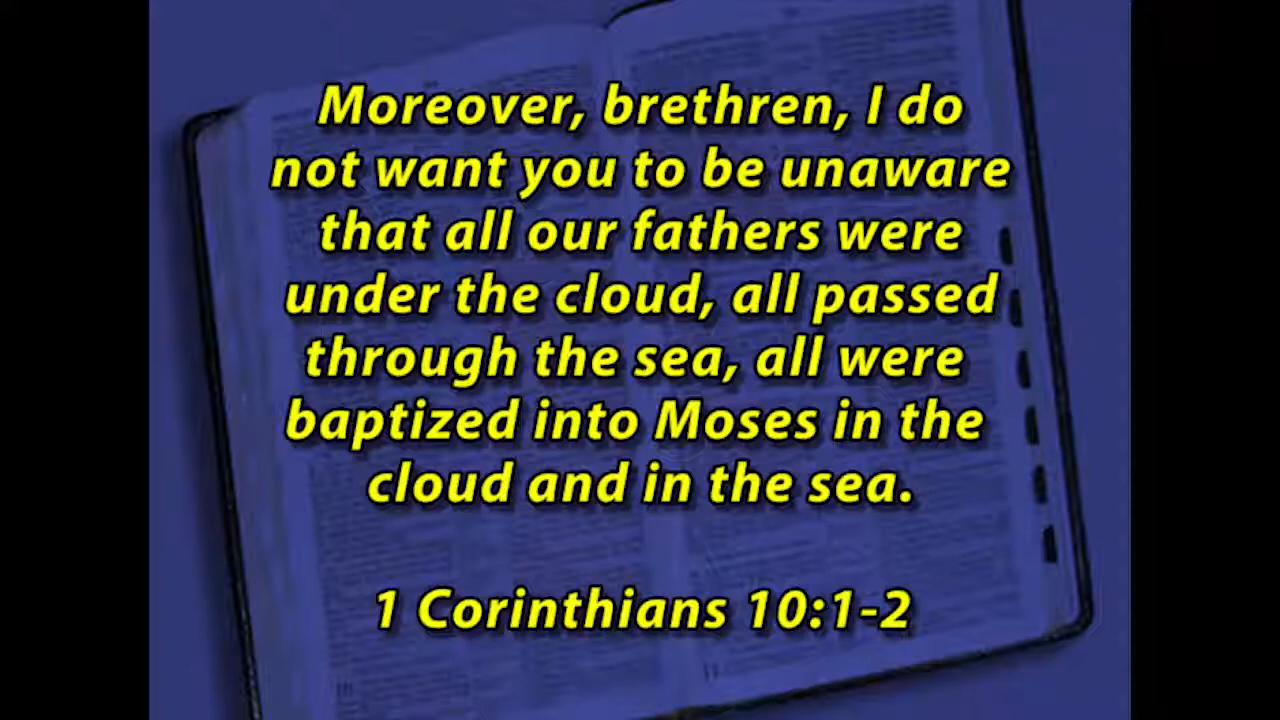 Moreover, brethren, I do
not want you to be unaware
that all our fathers were
under the cloud, all passed
through the sea, all were
baptized into Moses in the
cloud and in the sea.
1 Corinthians 10:1-2